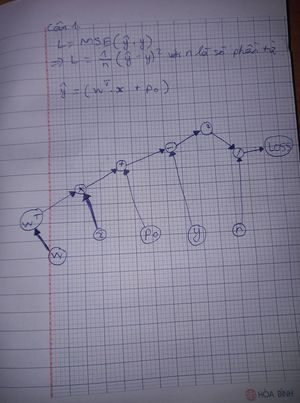 Câu 1
L = MSE(ŷ, y)
⇒ L = 1/n (ŷ - y)² với n là số phần tử
ŷ = (wᵀ. x + p₀)
2
+ - / LOSS
x
wᵀ
w x p₀ y n
HÒA BÌNH